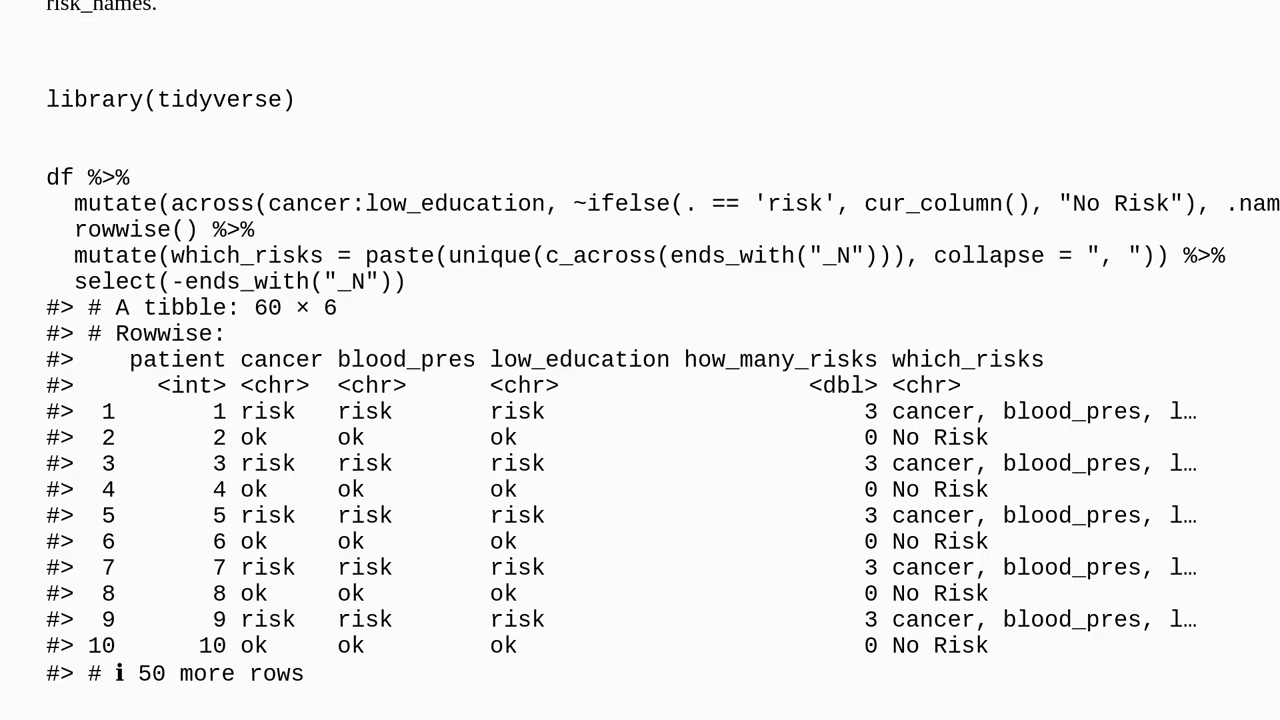 risk_names.
library(tidyverse)
df %>%
  mutate(across(cancer:low_education, ~ifelse(. == 'risk', cur_column(), "No Risk"), .nam
  rowwise() %>%
  mutate(which_risks = paste(unique(c_across(ends_with("_N"))), collapse = ", ")) %>%
  select(-ends_with("_N"))
#> # A tibble: 60 × 6
#> # Rowwise:
#>    patient cancer blood_pres low_education how_many_risks which_risks
#>      <int> <chr>  <chr>      <chr>                  <dbl> <chr>
#>  1       1 risk   risk       risk                       3 cancer, blood_pres, l…
#>  2       2 ok     ok         ok                         0 No Risk
#>  3       3 risk   risk       risk                       3 cancer, blood_pres, l…
#>  4       4 ok     ok         ok                         0 No Risk
#>  5       5 risk   risk       risk                       3 cancer, blood_pres, l…
#>  6       6 ok     ok         ok                         0 No Risk
#>  7       7 risk   risk       risk                       3 cancer, blood_pres, l…
#>  8       8 ok     ok         ok                         0 No Risk
#>  9       9 risk   risk       risk                       3 cancer, blood_pres, l…
#> 10      10 ok     ok         ok                         0 No Risk
#> # ℹ 50 more rows